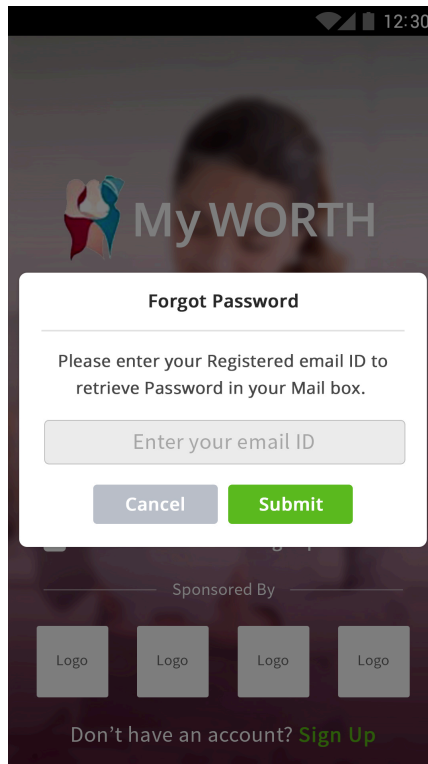 12:30
My WORTH
Forgot Password
Please enter your Registered email ID to
retrieve Password in your Mail box.
Enter your email ID
Cancel
Submit
Sponsored By
Logo
Logo
Logo
Logo
Don’t have an account? Sign Up